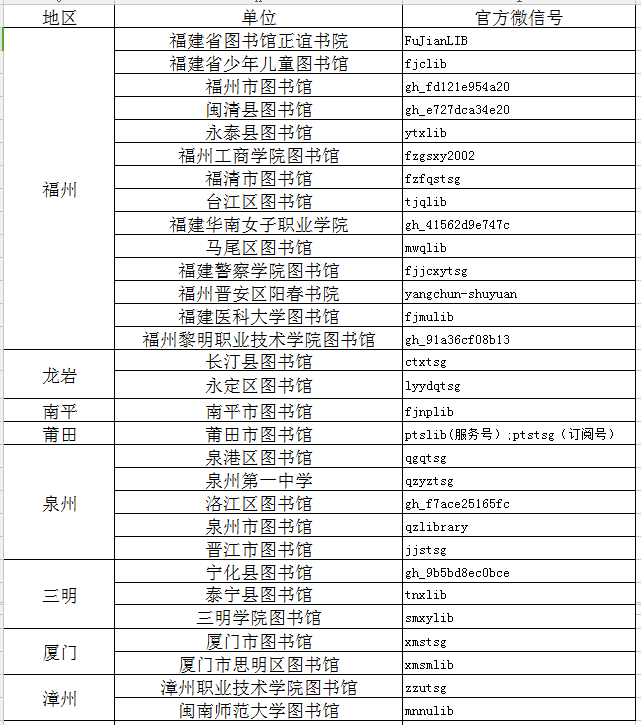 地区 单位 官方微信号
福州 福建省图书馆正谊书院 FuJianLIB
福建省少年儿童图书馆 fjclib
福州市图书馆 gh_fd121e954a20
闽清县图书馆 gh_e727dca34e20
永泰县图书馆 ytxlib
福州工商学院图书馆 fzgsxy2002
福清市图书馆 fzfqstsg
台江区图书馆 tjqlib
福建华南女子职业学院 gh_41562d9e747c
马尾区图书馆 mwqlib
福建警察学院图书馆 fjjcxytsg
福州晋安区阳春书院 yangchun-shuyuan
福建医科大学图书馆 fjmulib
福州黎明职业技术学院图书馆 gh_91a36cf08b13
龙岩 长汀县图书馆 ctxtsg
永定区图书馆 lyydqtsg
南平 南平市图书馆 fjnplib
莆田 莆田市图书馆 ptslib(服务号）;ptstsg（订阅号）
泉州 泉港区图书馆 qgqtsg
泉州第一中学 qzyztsg
洛江区图书馆 gh_f7ace25165fc
泉州市图书馆 qzlibrary
晋江市图书馆 jjstsg
三明 宁化县图书馆 gh_9b5bd8ec0bce
泰宁县图书馆 tnxlib
三明学院图书馆 smxylib
厦门 厦门市图书馆 xmstsg
厦门市思明区图书馆 xmsmlib
漳州 漳州职业技术学院图书馆 zzutsg
闽南师范大学图书馆 mnnulib